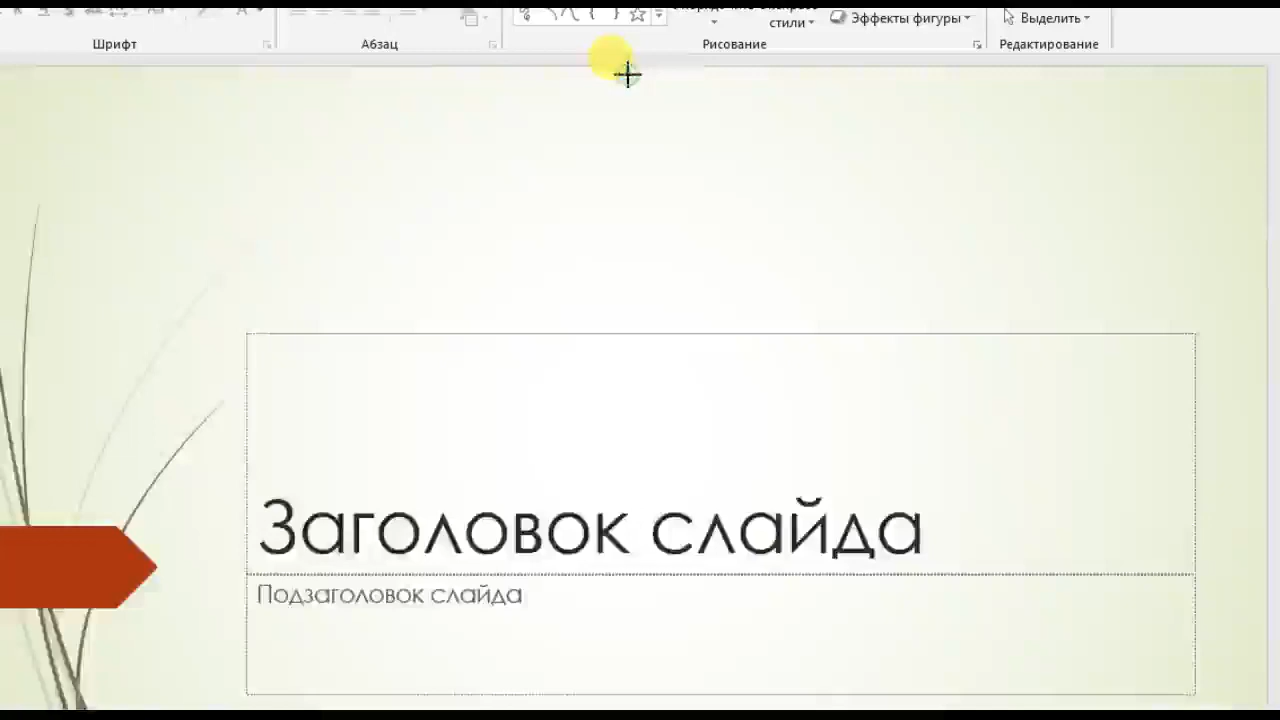 стили
Эффекты фигуры
Выделить
Шрифт
Абзац
Рисование
Редактирование
Заголовок слайда
Подзаголовок слайда